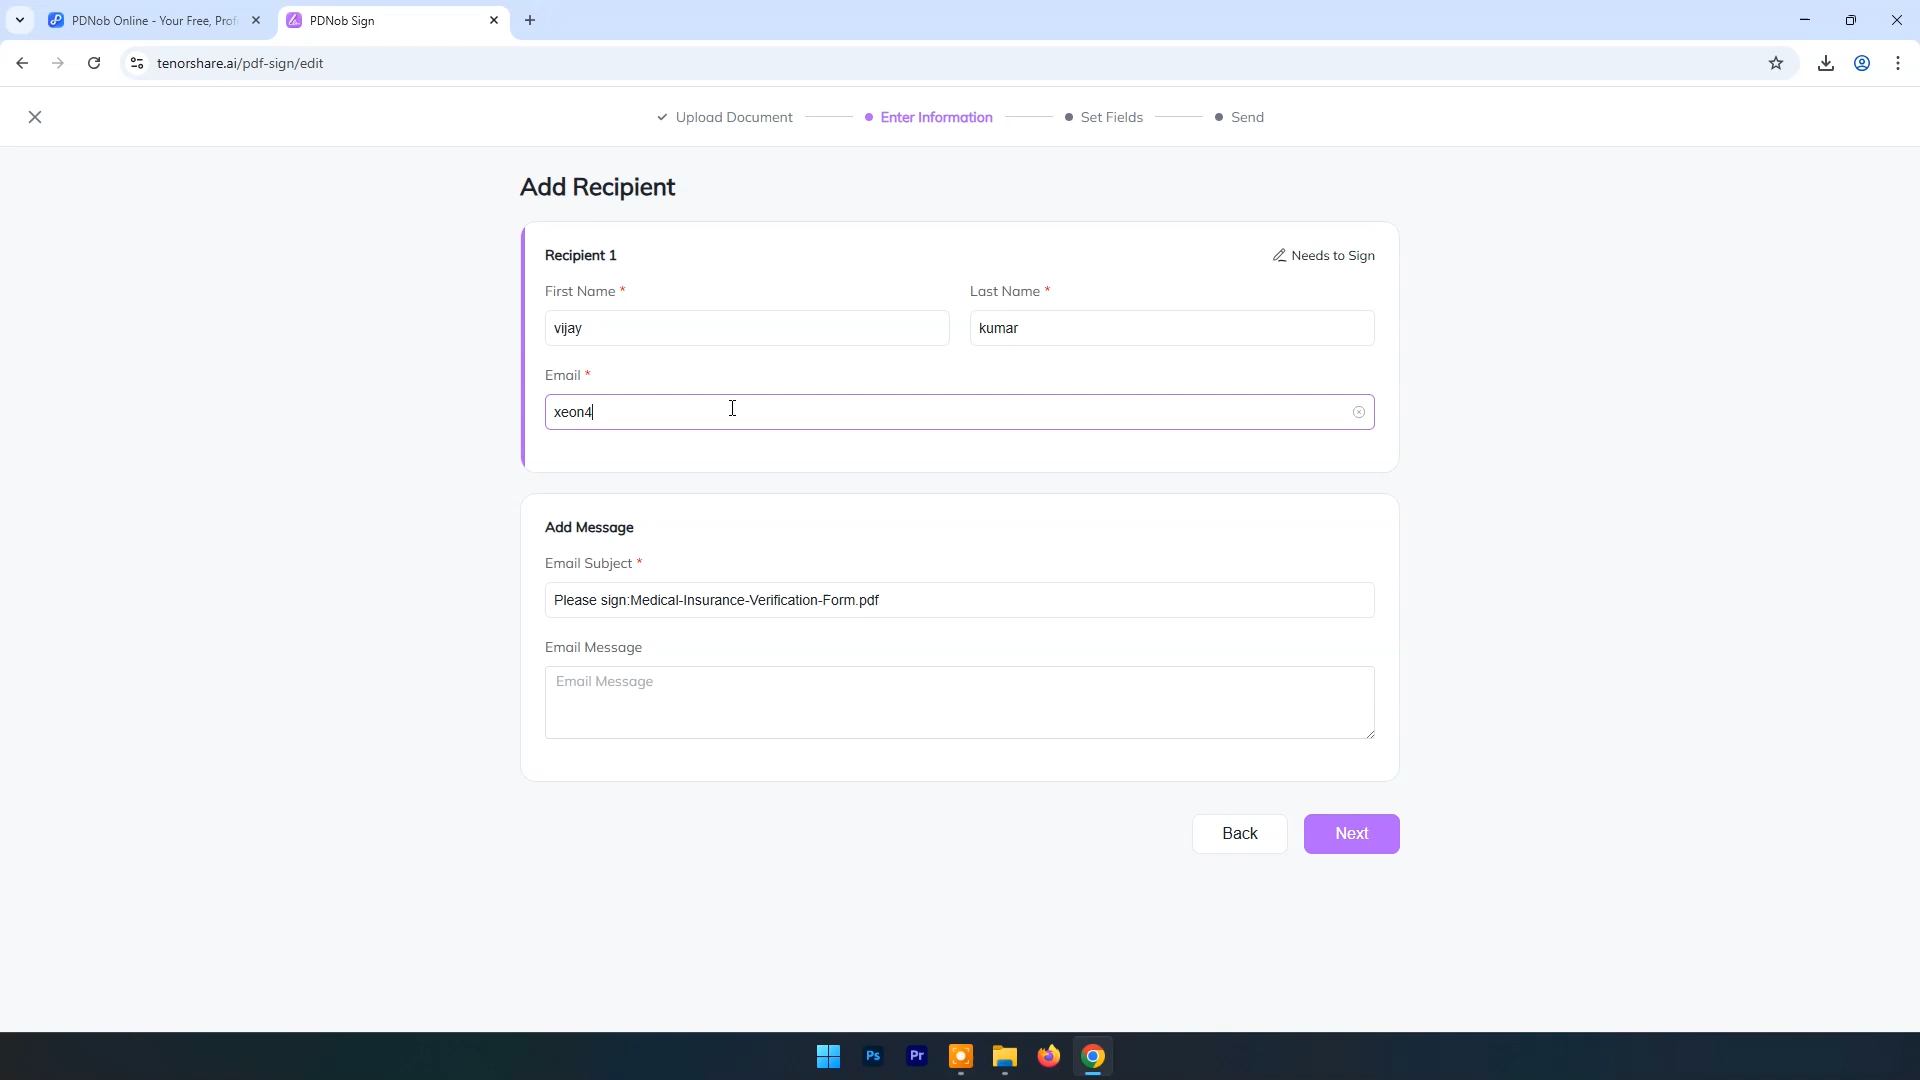 PDNob Online - Your Free, Prof
PDNob Sign
tenorshare.ai/pdf-sign/edit
Upload Document
Enter Information
Set Fields
Send
Add Recipient
Recipient 1
Needs to Sign
First Name *
Last Name *
vijay
kumar
Email *
xeon4
Add Message
Email Subject *
Please sign:Medical-Insurance-Verification-Form.pdf
Email Message
Email Message
Back
Next
Ps
Pr